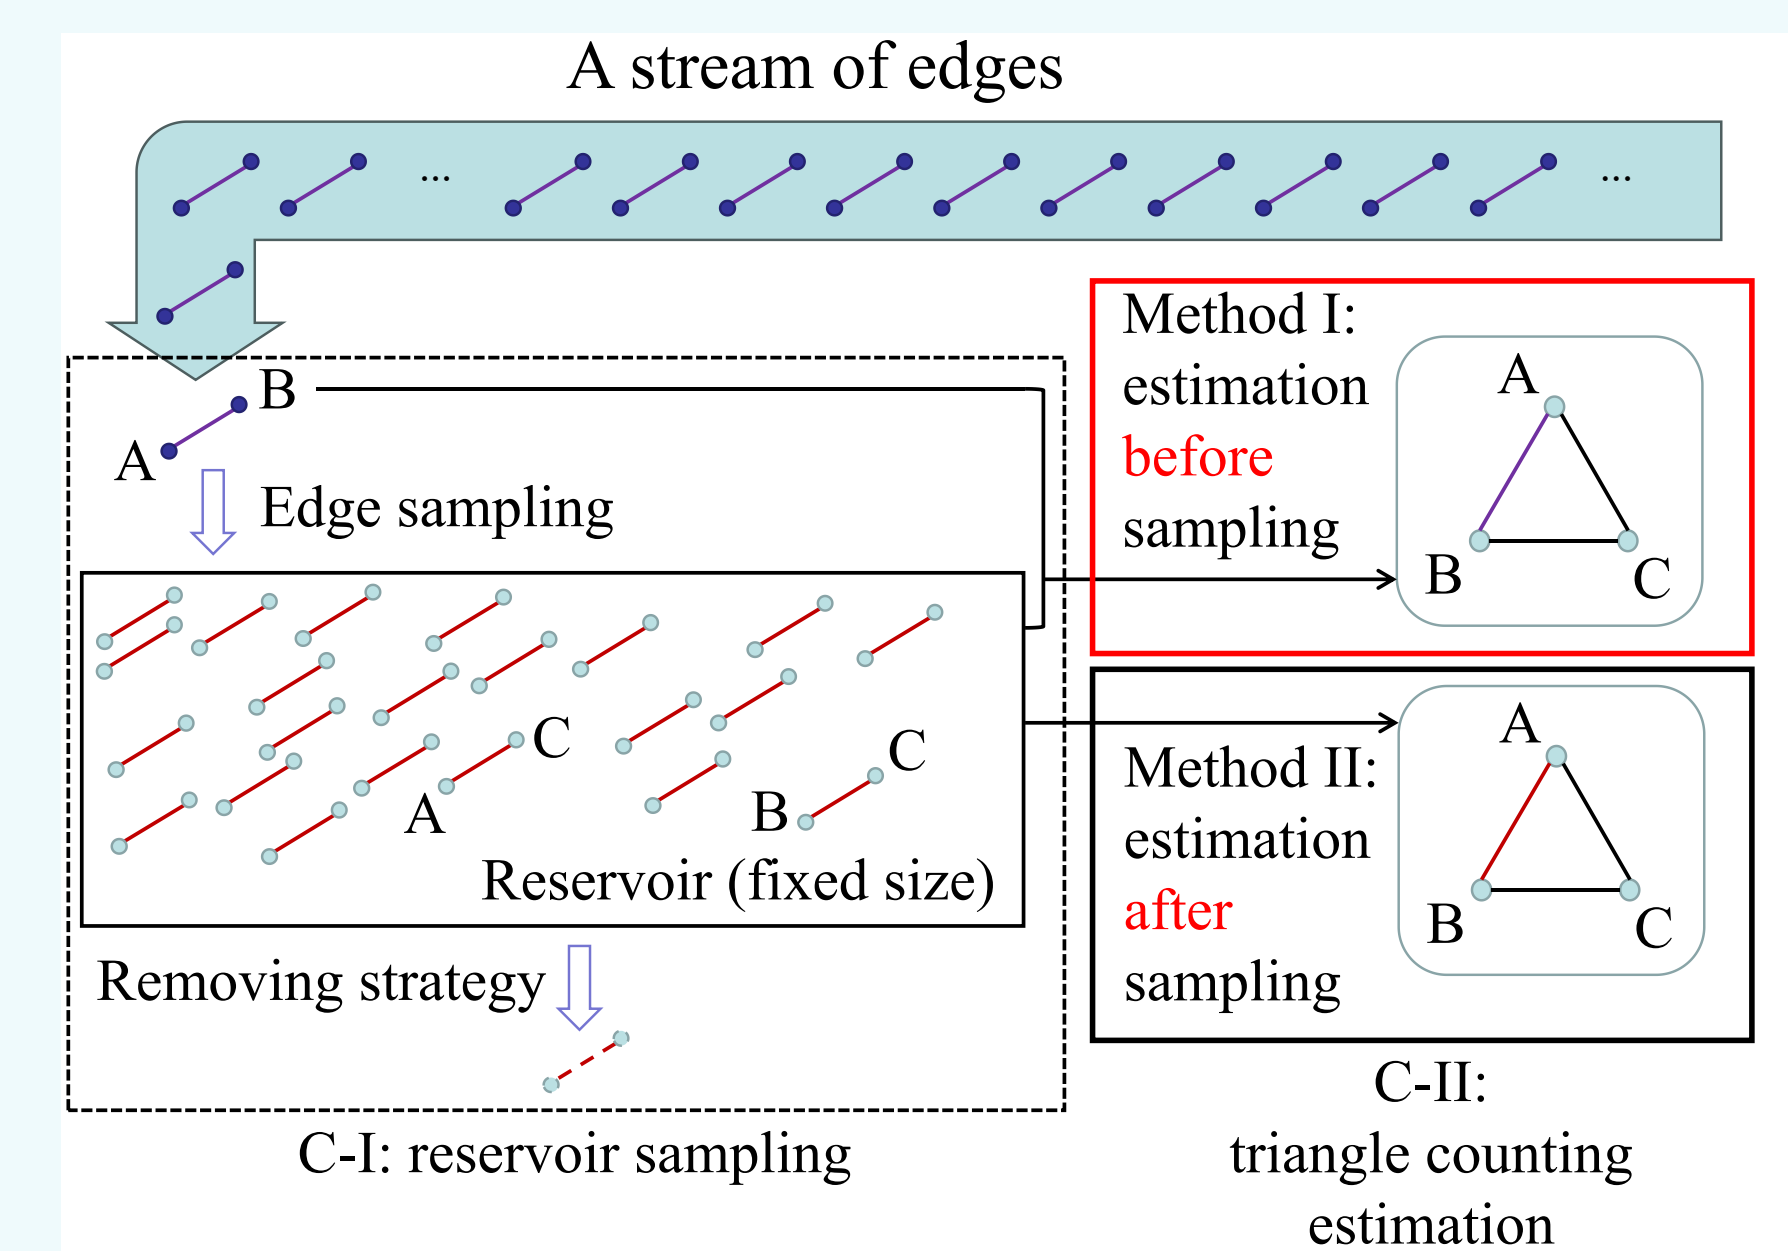 A stream of edges
...
...
B
A
Edge sampling
C
A
C
B
Reservoir (fixed size)
Removing strategy
C-I: reservoir sampling
Method I:
estimation
before
sampling
A
B
C
Method II:
estimation
after
sampling
A
B
C
C-II:
triangle counting
estimation